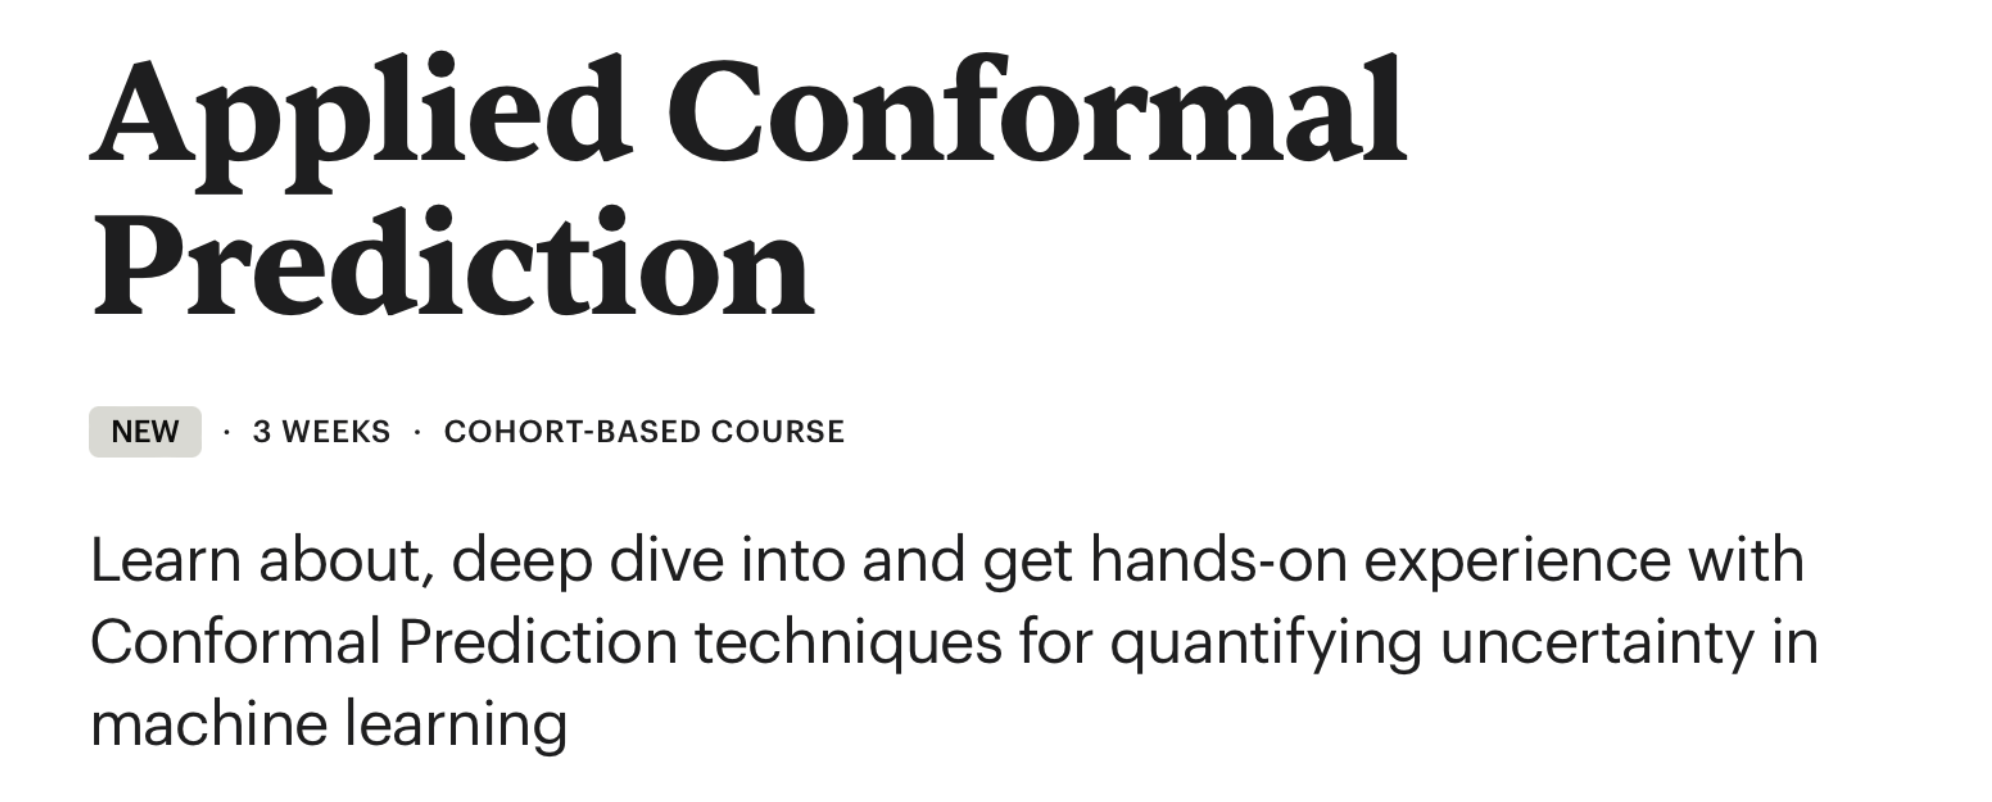 Applied Conformal
Prediction
NEW · 3 WEEKS · COHORT-BASED COURSE
Learn about, deep dive into and get hands-on experience with
Conformal Prediction techniques for quantifying uncertainty in
machine learning